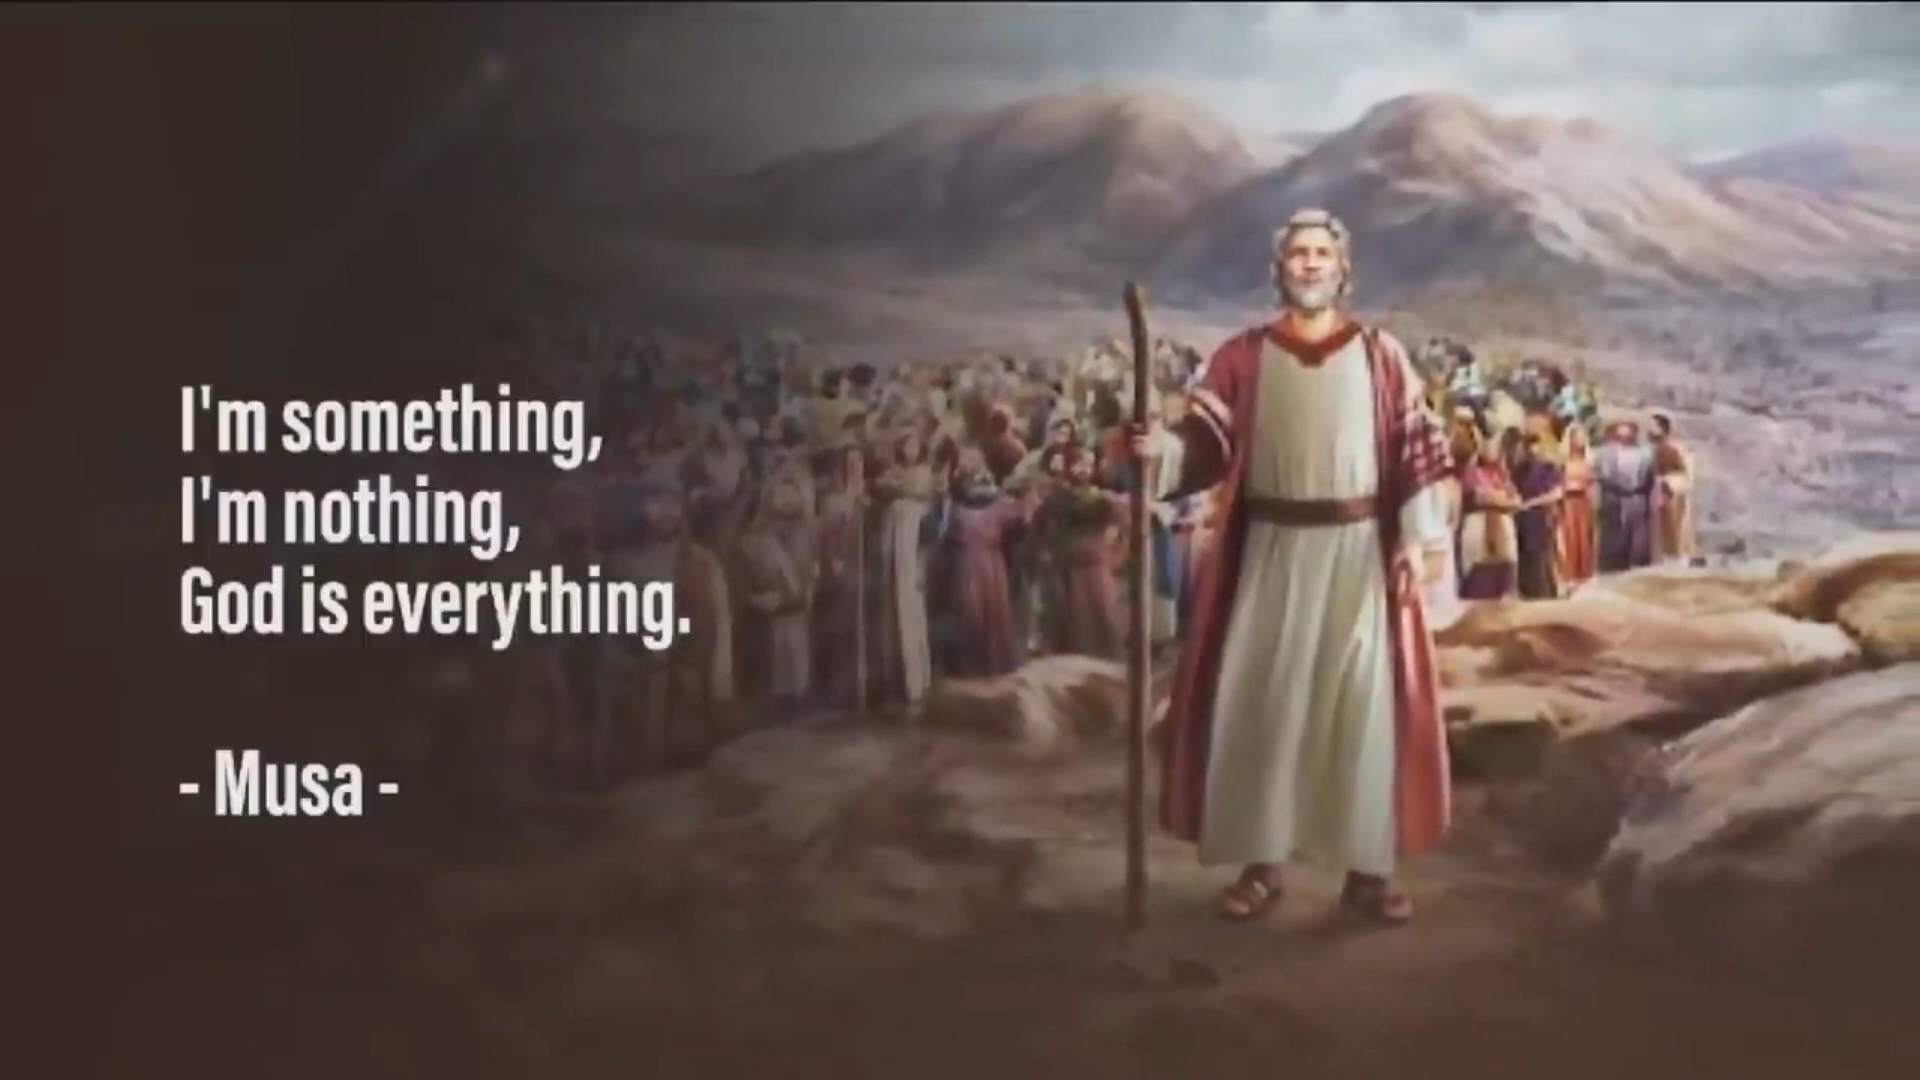 I'm something,
I'm nothing,
God is everything.
- Musa -